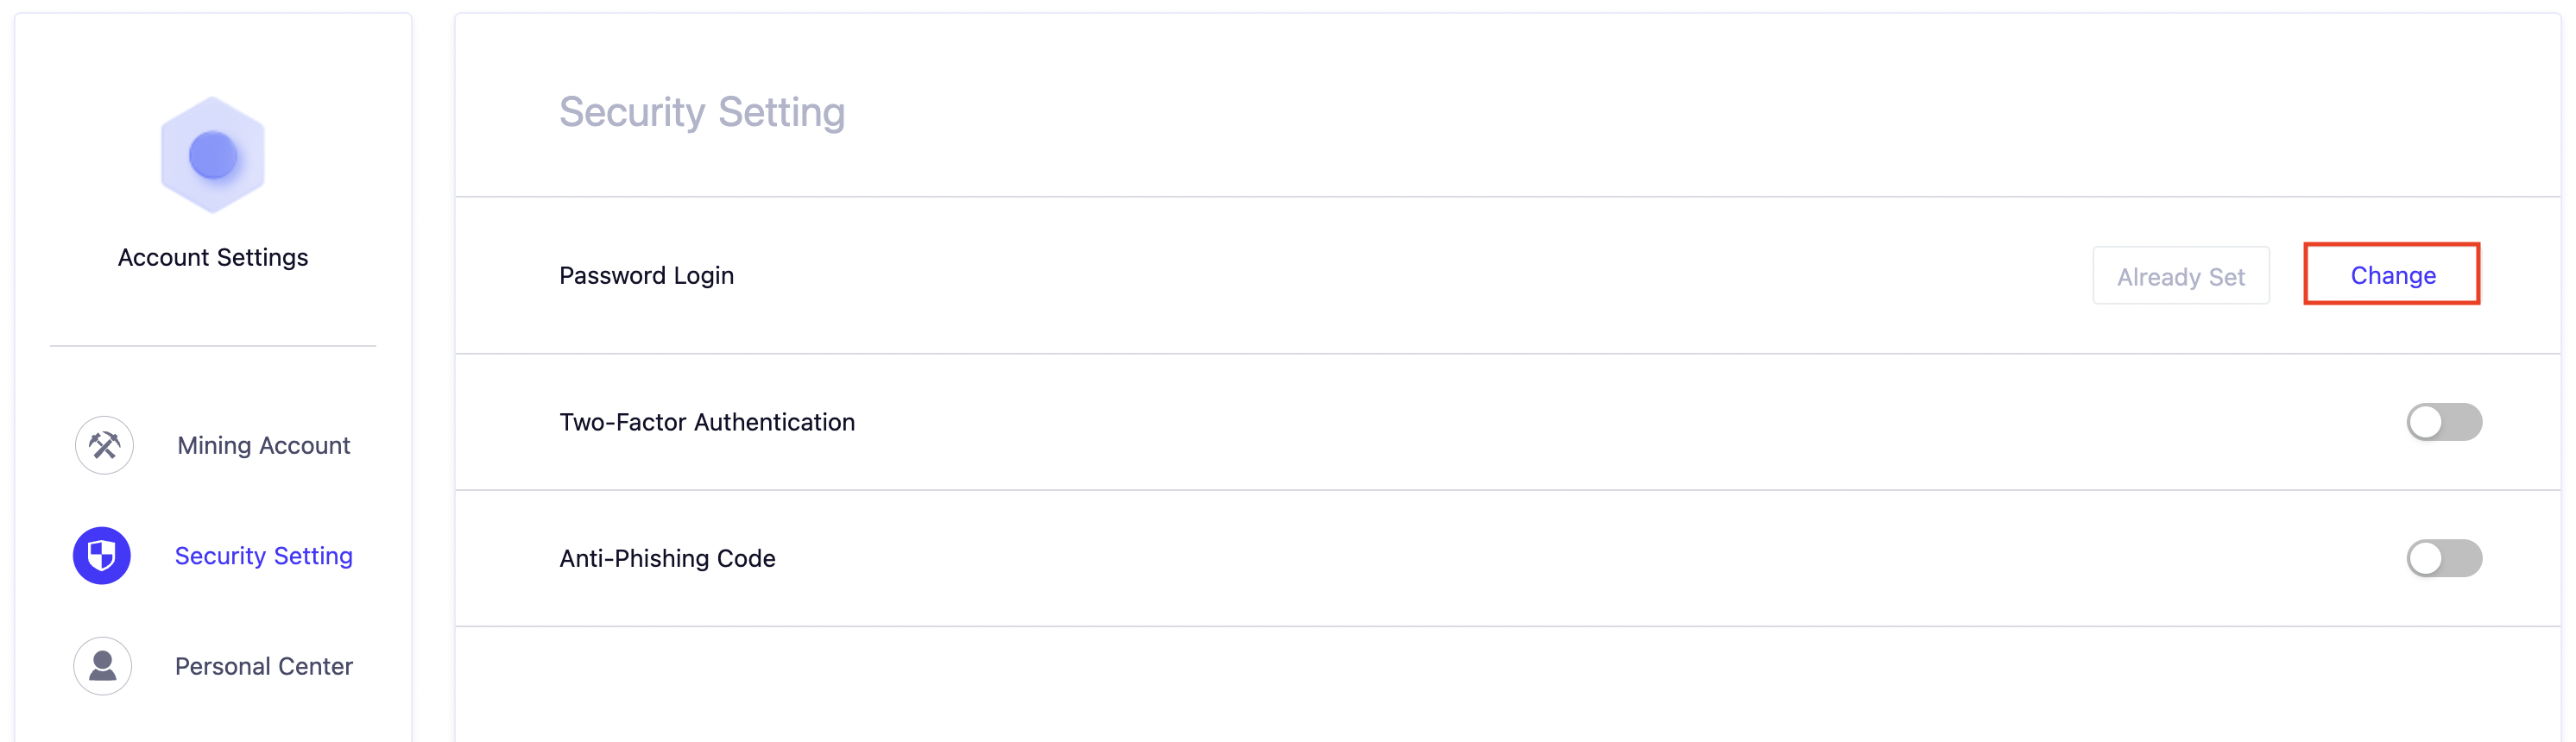 Account Settings
Mining Account
Security Setting
Personal Center
Security Setting
Password Login
Already Set
Change
Two-Factor Authentication
Anti-Phishing Code